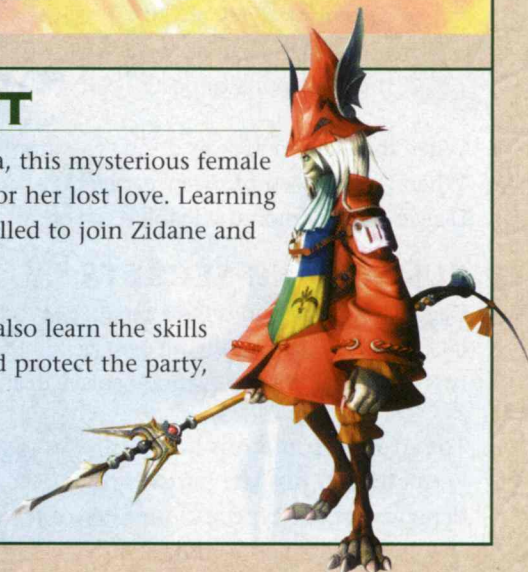 T
a, this mysterious female
or her lost love. Learning
lled to join Zidane and
also learn the skills
d protect the party,